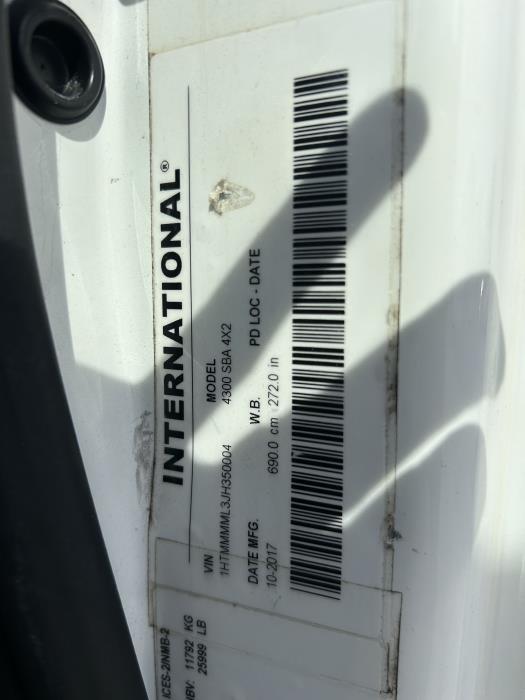 INTERNATIONAL®
VIN MODEL
1HTMMMML3JH350004 4300 SBA 4X2
DATE MFG. W.B. PD LOC - DATE
10-2017 690.0 cm 272.0 in
ICES-2/NMB-2
11792 KG
25999 LB